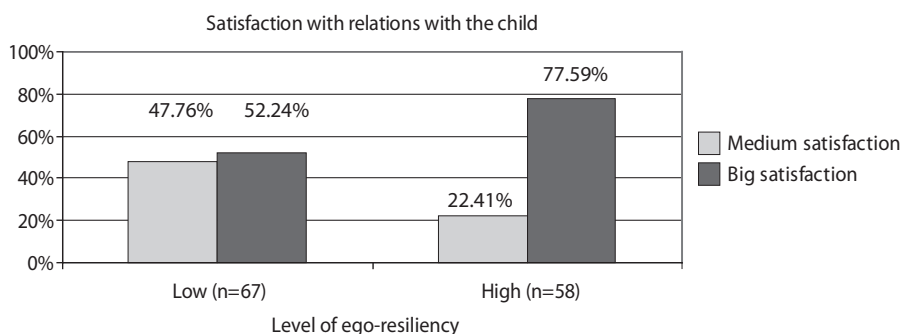 Satisfaction with relations with the child
100%
80%
60%
40%
20%
0%
47.76%
52.24%
22.41%
77.59%
Medium satisfaction
Big satisfaction
Low (n=67)
High (n=58)
Level of ego-resiliency